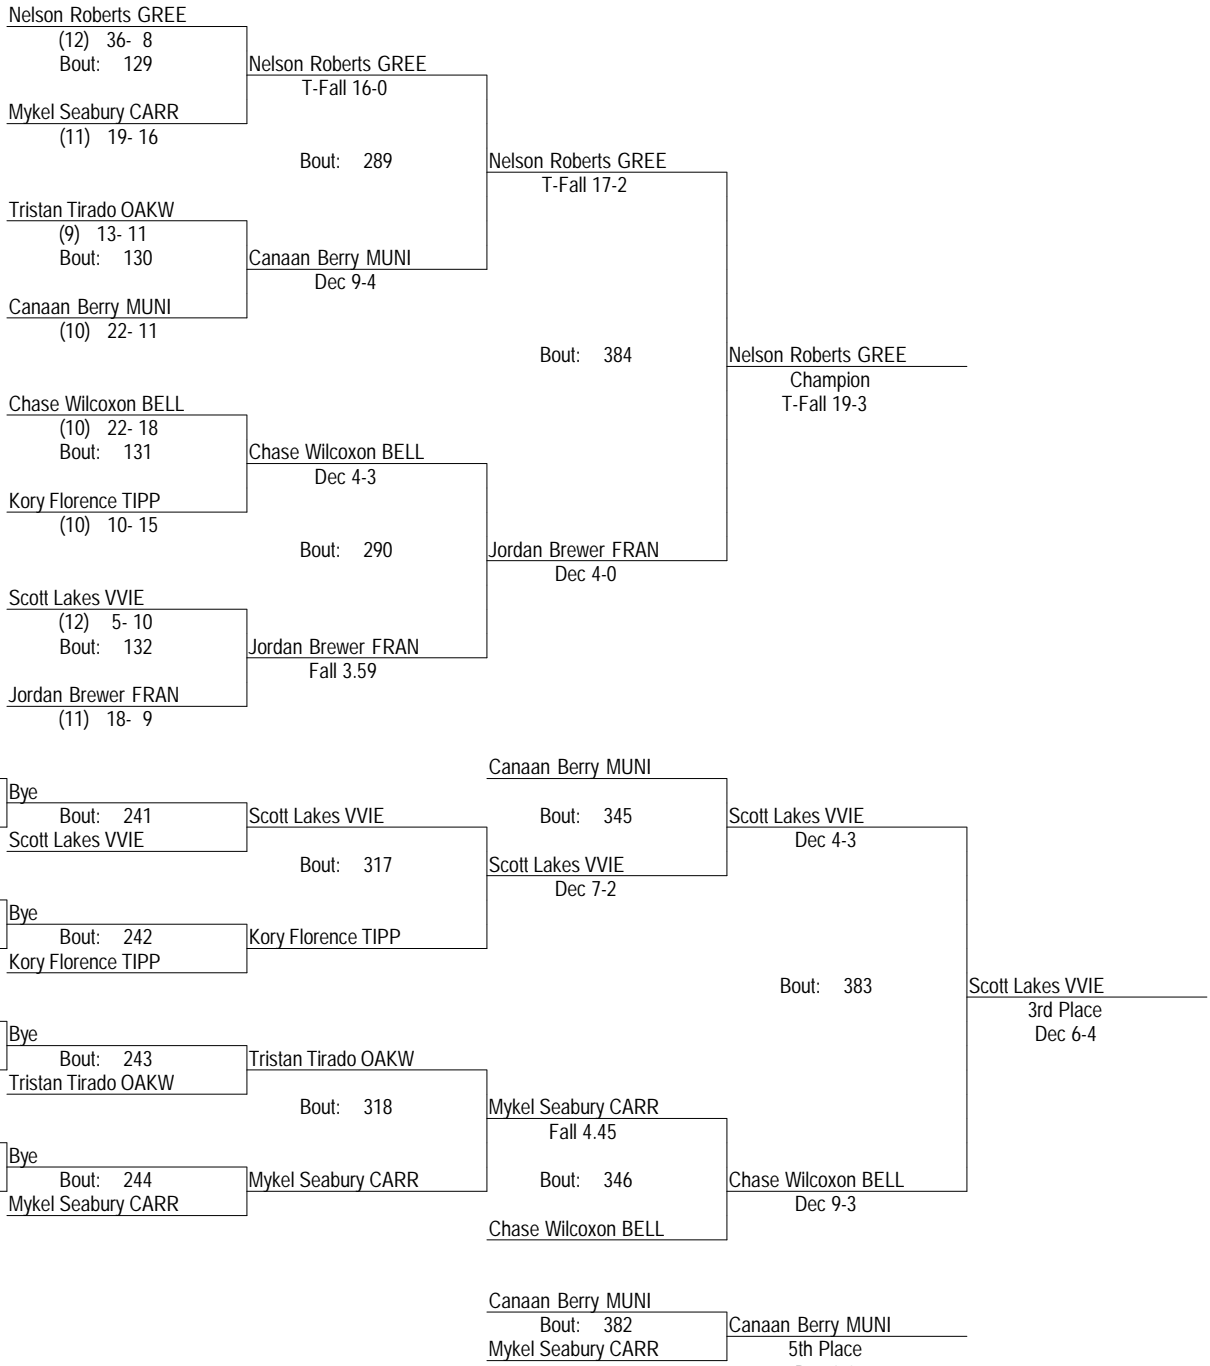 Nelson Roberts GREE
(12) 36- 8
Bout: 129
Nelson Roberts GREE
T-Fall 16-0
Mykel Seabury CARR
(11) 19- 16
Bout: 289
Nelson Roberts GREE
T-Fall 17-2
Tristan Tirado OAKW
(9) 13- 11
Bout: 130
Canaan Berry MUNI
Dec 9-4
Canaan Berry MUNI
(10) 22- 11
Bout: 384
Nelson Roberts GREE
Champion
T-Fall 19-3
Chase Wilcoxon BELL
(10) 22- 18
Bout: 131
Chase Wilcoxon BELL
Dec 4-3
Kory Florence TIPP
(10) 10- 15
Bout: 290
Jordan Brewer FRAN
Dec 4-0
Scott Lakes VVIE
(12) 5- 10
Bout: 132
Jordan Brewer FRAN
Fall 3.59
Jordan Brewer FRAN
(11) 18- 9
Canaan Berry MUNI
Bye
Bout: 241
Scott Lakes VVIE
Bout: 345
Scott Lakes VVIE
Dec 4-3
Scott Lakes VVIE
Bout: 317
Scott Lakes VVIE
Dec 7-2
Bye
Bout: 242
Kory Florence TIPP
Kory Florence TIPP
Bout: 383
Scott Lakes VVIE
3rd Place
Dec 6-4
Bye
Bout: 243
Tristan Tirado OAKW
Tristan Tirado OAKW
Bout: 318
Mykel Seabury CARR
Fall 4.45
Bye
Bout: 244
Mykel Seabury CARR
Bout: 346
Chase Wilcoxon BELL
Dec 9-3
Mykel Seabury CARR
Chase Wilcoxon BELL
Canaan Berry MUNI
Bout: 382
Canaan Berry MUNI
Mykel Seabury CARR
5th Place